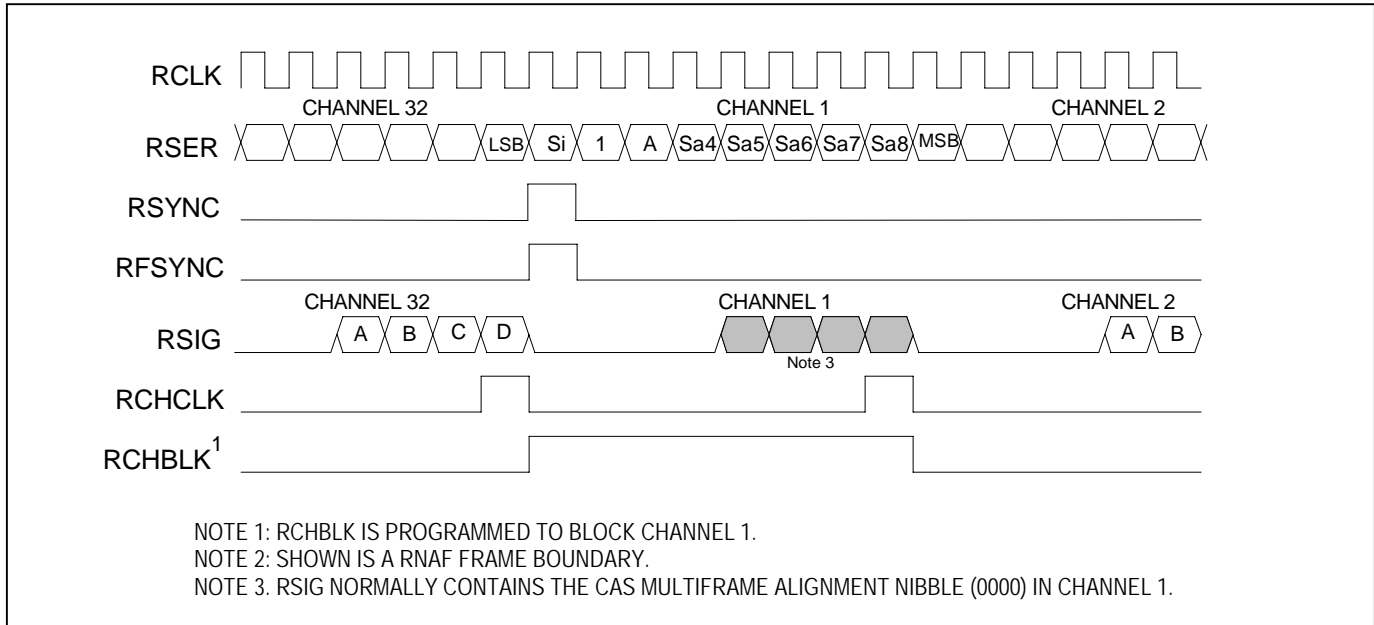 RCLK
CHANNEL 32 CHANNEL 1 CHANNEL 2
RSER LSB Si 1 A Sa4 Sa5 Sa6 Sa7 Sa8 MSB
RSYNC
RFSYNC
CHANNEL 32 CHANNEL 1 CHANNEL 2
RSIG A B C D A B
Note 3
RCHCLK
RCHBLK1
NOTE 1: RCHBLK IS PROGRAMMED TO BLOCK CHANNEL 1.
NOTE 2: SHOWN IS A RNAF FRAME BOUNDARY.
NOTE 3. RSIG NORMALLY CONTAINS THE CAS MULTIFRAME ALIGNMENT NIBBLE (0000) IN CHANNEL 1.